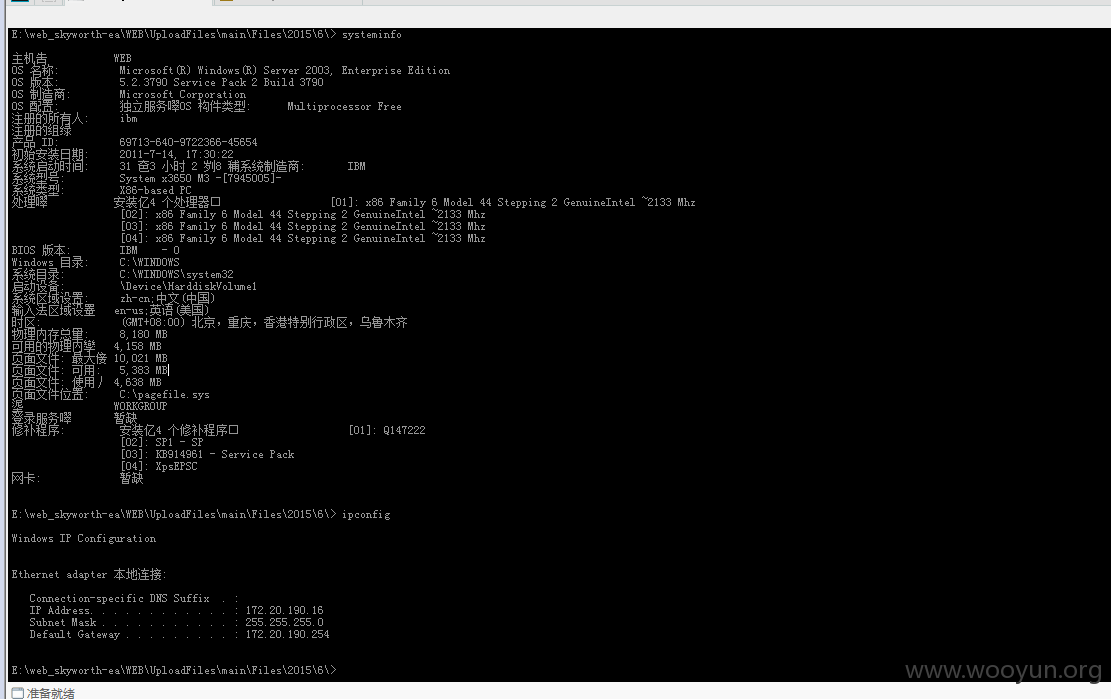 E:\web_skyworth-ea\WEB\UploadFiles\main\Files\2015\6\> systeminfo
主机告 WEB
OS 名称: Microsoft(R) Windows(R) Server 2003, Enterprise Edition
OS 版本: 5.2.3790 Service Pack 2 Build 3790
OS 制造商: Microsoft Corporation
OS 配置: 独立服务嚪OS 构件类型: Multiprocessor Free
注册的所有人: ibm
注册的组绿
产品 ID: 69713-640-9722366-45654
初始安装日期: 2011-7-14, 17:30:22
系统启动时间: 31 3 小时 2 8 系统制造商: IBM
系统型号: System x3650 M3 -[7945005]-
系统类型: X86-based PC
处理嚪 安装亿4 个处理器口 [01]: x86 Family 6 Model 44 Stepping 2 GenuineIntel ~2133 Mhz
[02]: x86 Family 6 Model 44 Stepping 2 GenuineIntel ~2133 Mhz
[03]: x86 Family 6 Model 44 Stepping 2 GenuineIntel ~2133 Mhz
[04]: x86 Family 6 Model 44 Stepping 2 GenuineIntel ~2133 Mhz
BIOS 版本: IBM - 0
Windows 目录: C:\WINDOWS
系统目录: C:\WINDOWS\system32
启动设备: \Device\HarddiskVolume1
系统区域设置: zh-cn;中文(中国)
输入法区域设 en-us;英语(美国)
时区: (GMT+08:00) 北京，重庆，香港特别行政区，乌鲁木齐
物理内存总量: 8,180 MB
可用的物理内 4,158 MB
页面文件: 最大 10,021 MB
页面文件: 可用: 5,383 MB
页面文件: 使用 4,638 MB
页面文件位置: C:\pagefile.sys
WORKGROUP
登录服务嚪 暂缺
修补程序: 安装亿4 个修补程序口 [01]: Q147222
[02]: SP1 - SP
[03]: KB914961 - Service Pack
[04]: XpsEPSC
网卡: 暂缺
E:\web_skyworth-ea\WEB\UploadFiles\main\Files\2015\6\> ipconfig
Windows IP Configuration
Ethernet adapter 本地连接:
Connection-specific DNS Suffix . :
IP Address. . . . . . . . . . . . : 172.20.190.16
Subnet Mask . . . . . . . . . . . : 255.255.255.0
Default Gateway . . . . . . . . . : 172.20.190.254
E:\web_skyworth-ea\WEB\UploadFiles\main\Files\2015\6\>
www.wooyun.org
准备就绪